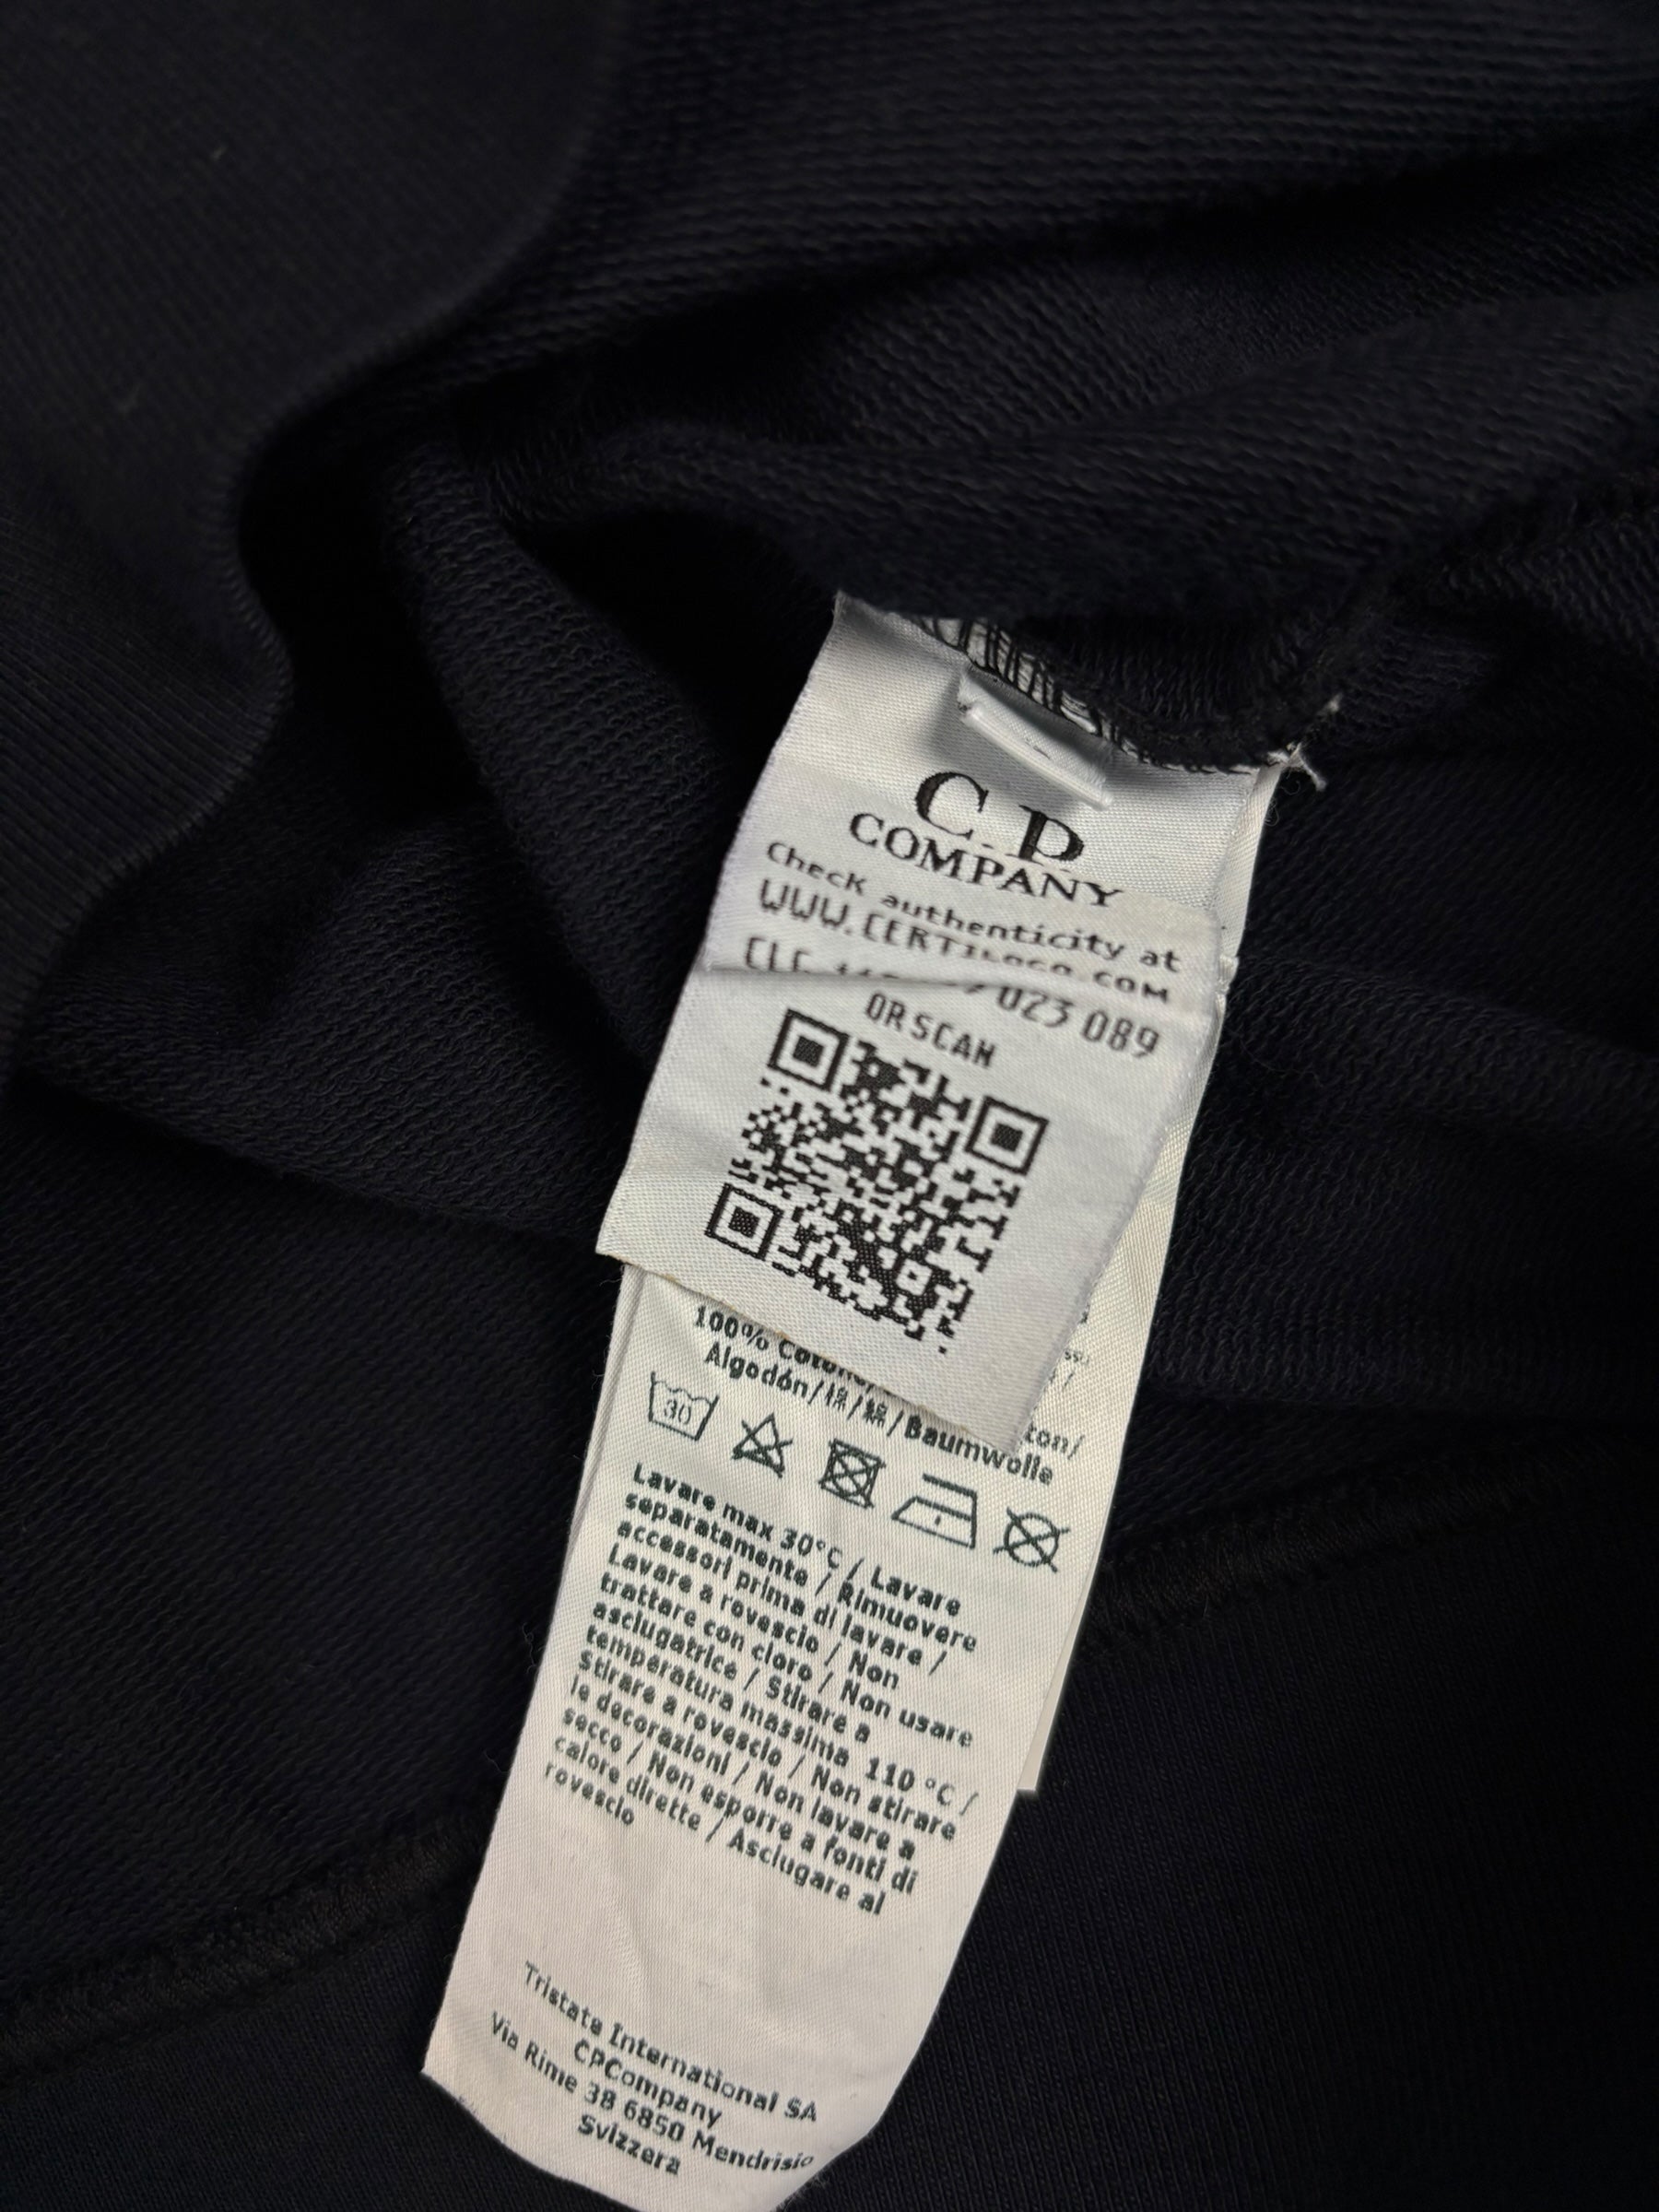 C.P
COMPANY
Check authenticity at
WWW.CERTILOGO.COM
CLG 023 089
OR SCAN
100%
Algodón/棉/綿/Baumwolle
ton/
30
Lavare max 30°C / Lavare
separatamente / Rimuovere
accessori prima di lavare /
Lavare a rovescio / Non
trattare con cloro / Non usare
asciugatrice / Stirare a
temperatura massima 110 °C /
Stirare a rovescio / Non stirare
le decorazioni / Non lavare a
secco / Non esporre a fonti di
calore dirette / Asciugare al
rovescio
Tristate International SA
CPCompany
Via Rime 38 6850 Mendrisio
Svizzera